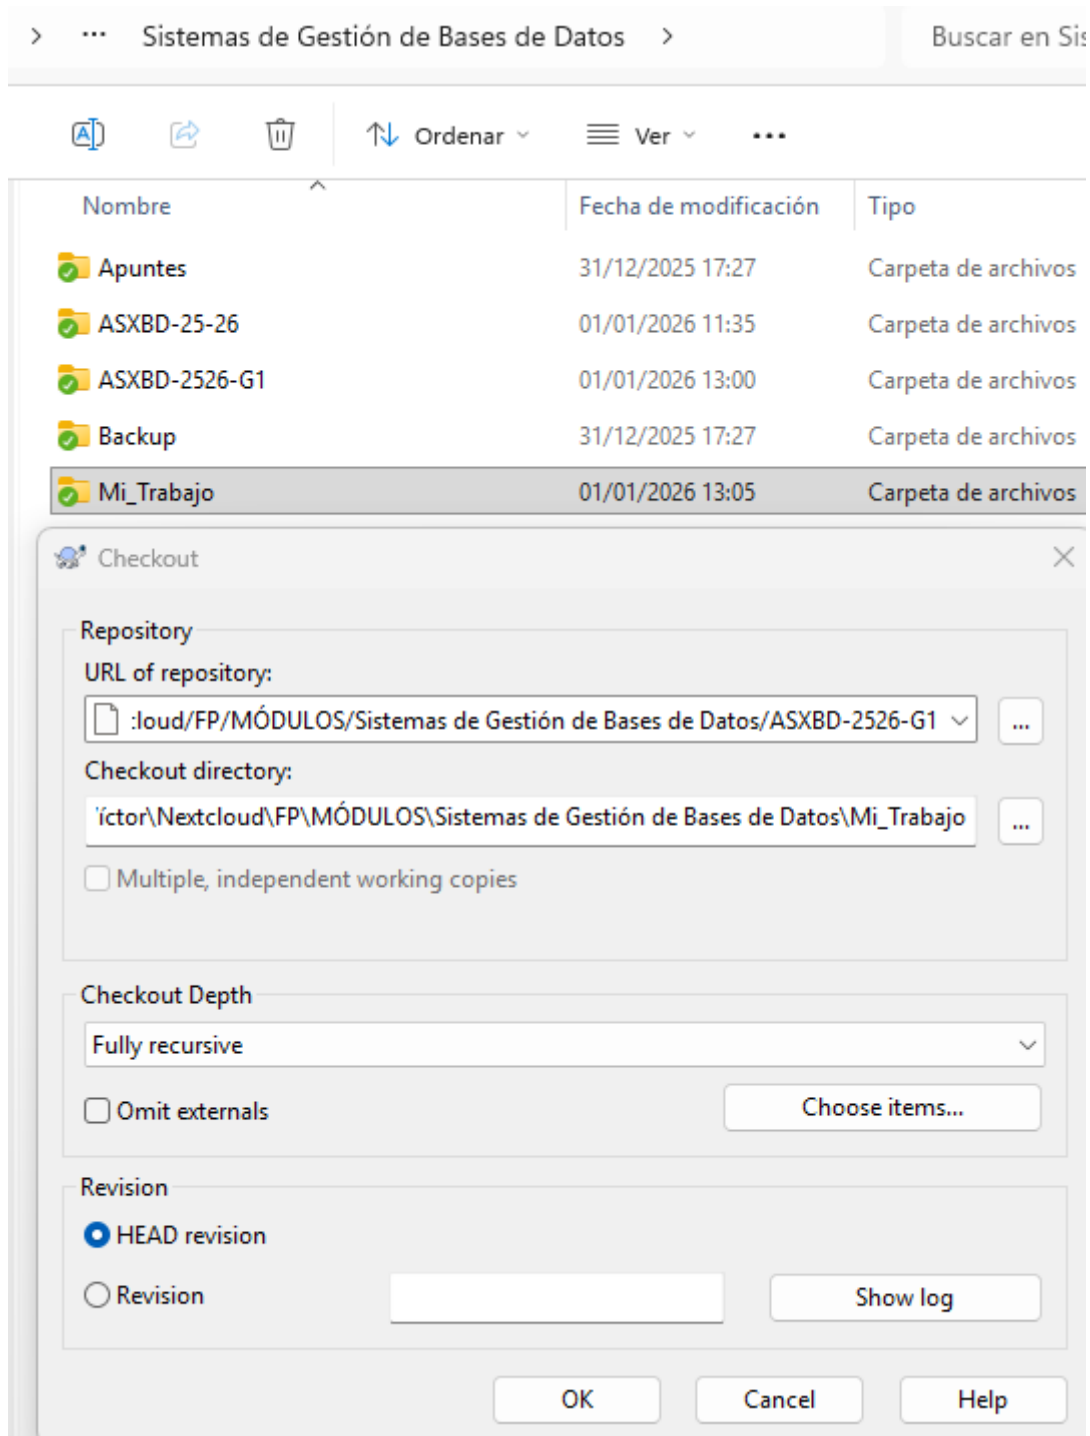 Sistemas de Gestión de Bases de Datos
Buscar en Sis
Ordenar
Ver
Nombre Fecha de modificación Tipo
Apuntes 31/12/2025 17:27 Carpeta de archivos
ASXBD-25-26 01/01/2026 11:35 Carpeta de archivos
ASXBD-2526-G1 01/01/2026 13:00 Carpeta de archivos
Backup 31/12/2025 17:27 Carpeta de archivos
Mi_Trabajo 01/01/2026 13:05 Carpeta de archivos
Checkout
Repository
URL of repository:
:loud/FP/MÓDULOS/Sistemas de Gestión de Bases de Datos/ASXBD-2526-G1
...
Checkout directory:
íctor\Nextcloud\FP\MÓDULOS\Sistemas de Gestión de Bases de Datos\Mi_Trabajo
...
Multiple, independent working copies
Checkout Depth
Fully recursive
Omit externals
Choose items...
Revision
HEAD revision
Revision
Show log
OK
Cancel
Help